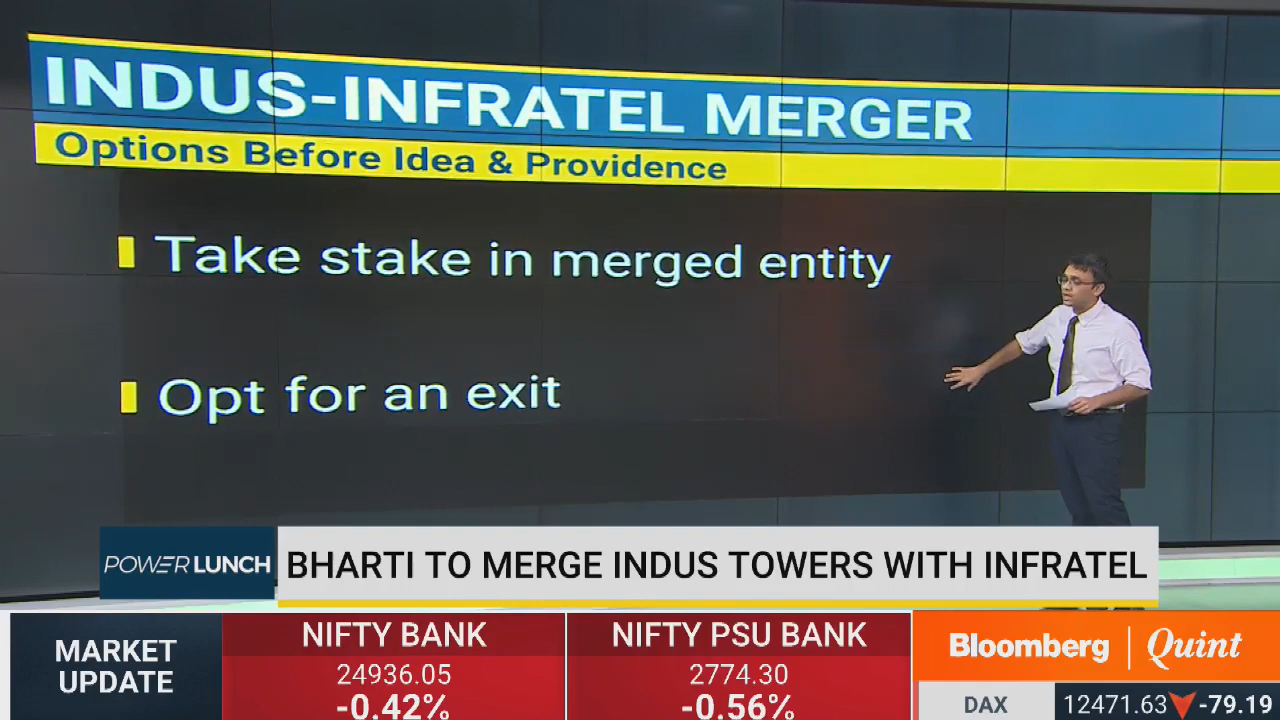 INDUS-INFRATEL MERGER
Options Before Idea & Providence
Take stake in merged entity
Opt for an exit
POWER LUNCH
BHARTI TO MERGE INDUS TOWERS WITH INFRATEL
MARKET
UPDATE
NIFTY BANK
24936.05
-0.42%
NIFTY PSU BANK
2774.30
-0.56%
Bloomberg | Quint
DAX 12471.63 -79.19